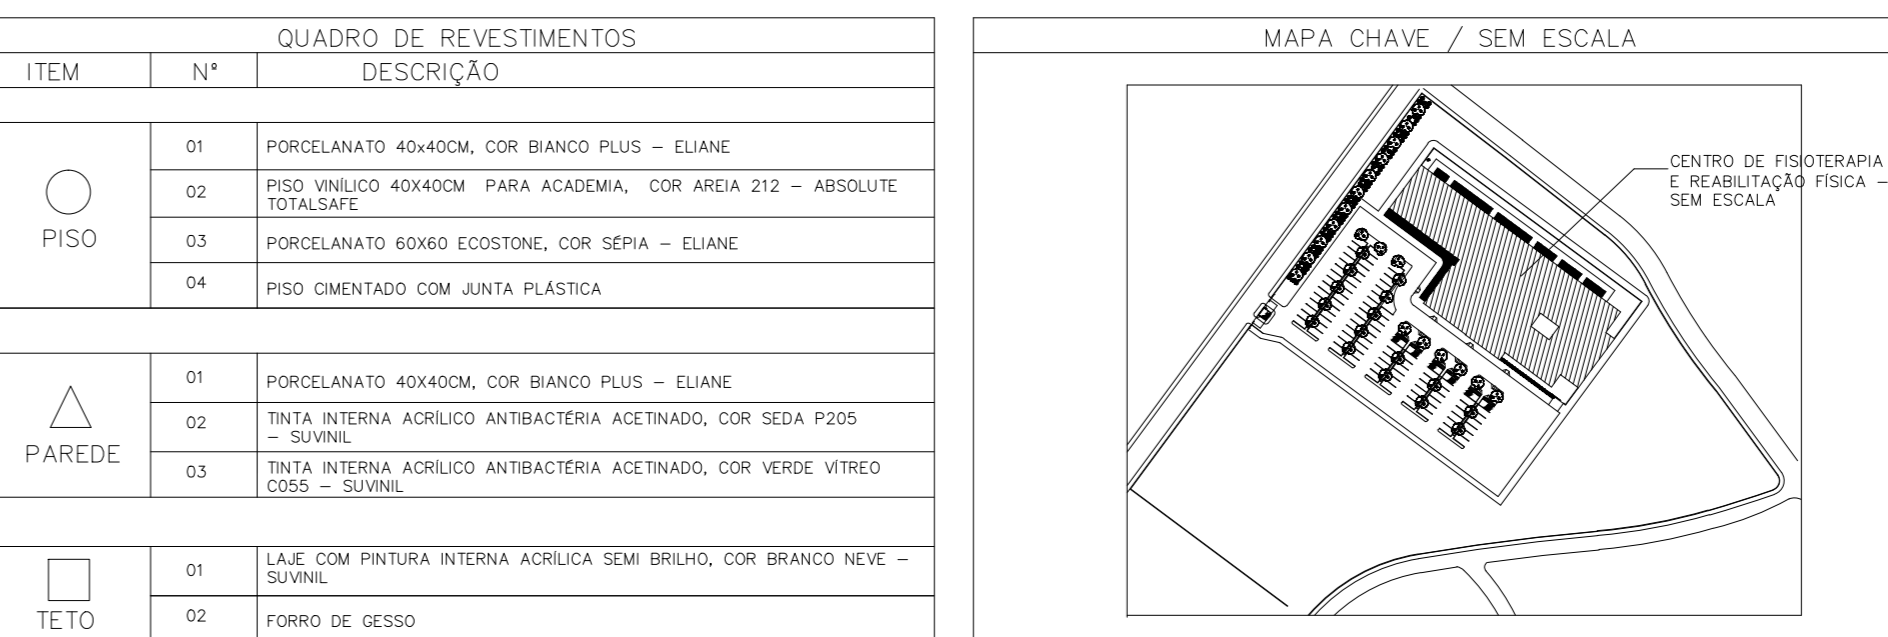 QUADRO DE REVESTIMENTOS
ITEM Nº DESCRIÇÃO
PISO
01 PORCELANATO 40x40CM, COR BIANCO PLUS – ELIANE
02 PISO VINÍLICO 40X40CM PARA ACADEMIA, COR AREIA 212 – ABSOLUTE
TOTALSAFE
03 PORCELANATO 60X60 ECOSTONE, COR SÉPIA – ELIANE
04 PISO CIMENTADO COM JUNTA PLÁSTICA
PAREDE
01 PORCELANATO 40X40CM, COR BIANCO PLUS – ELIANE
02 TINTA INTERNA ACRÍLICO ANTIBACTÉRIA ACETINADO, COR SEDA P205
– SUVINIL
03 TINTA INTERNA ACRÍLICO ANTIBACTÉRIA ACETINADO, COR VERDE VÍTREO
C055 – SUVINIL
TETO
01 LAJE COM PINTURA INTERNA ACRÍLICA SEMI BRILHO, COR BRANCO NEVE –
SUVINIL
02 FORRO DE GESSO
MAPA CHAVE / SEM ESCALA
CENTRO DE FISIOTERAPIA
E REABILITAÇÃO FÍSICA –
SEM ESCALA